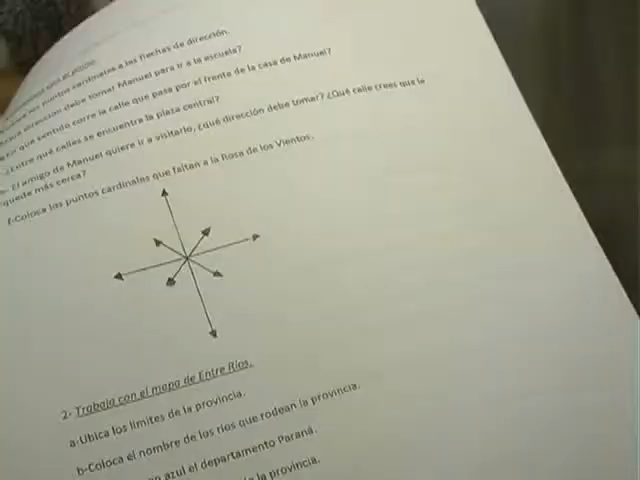 los puntos cardinales a las flechas de dirección.
dirección debe tomar Manuel para ir a la escuela?
qué sentido corre la calle que pasa por el frente de la casa de Manuel?
¿Entre qué calles se encuentra la plaza central?
El amigo de Manuel quiere ir a visitarlo, ¿qué dirección debe tomar? ¿Qué calle crees que le
quede más cerca?
f-Coloca los puntos cardinales que faltan a la Rosa de los Vientos.
2- Trabaja con el mapa de Entre Ríos.
a-Ubica los límites de la provincia.
b-Coloca el nombre de los ríos que rodean la provincia.
azul el departamento Paraná.
la provincia.